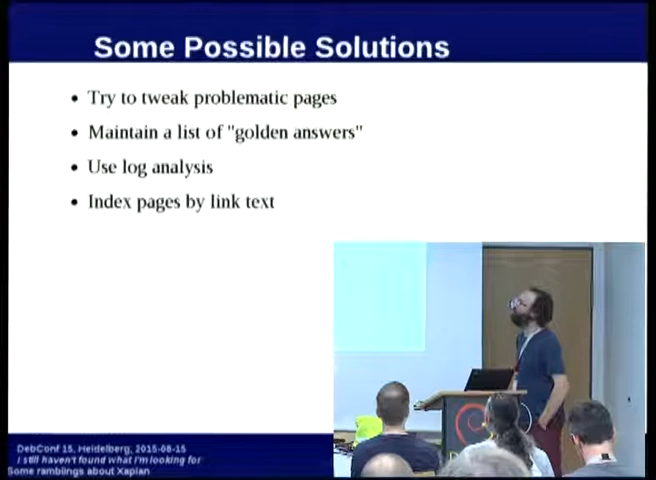 Some Possible Solutions
• Try to tweak problematic pages
• Maintain a list of "golden answers"
• Use log analysis
• Index pages by link text
DebConf 15, Heidelberg, 2015-08-15
I still haven't found what I'm looking for
Some ramblings about Xapian